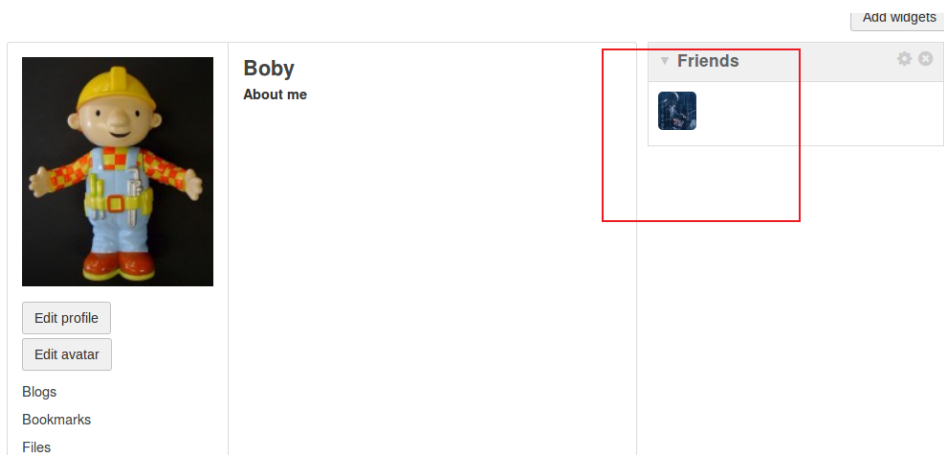 Add widgets
Boby
About me
Friends
Edit profile
Edit avatar
Blogs
Bookmarks
Files